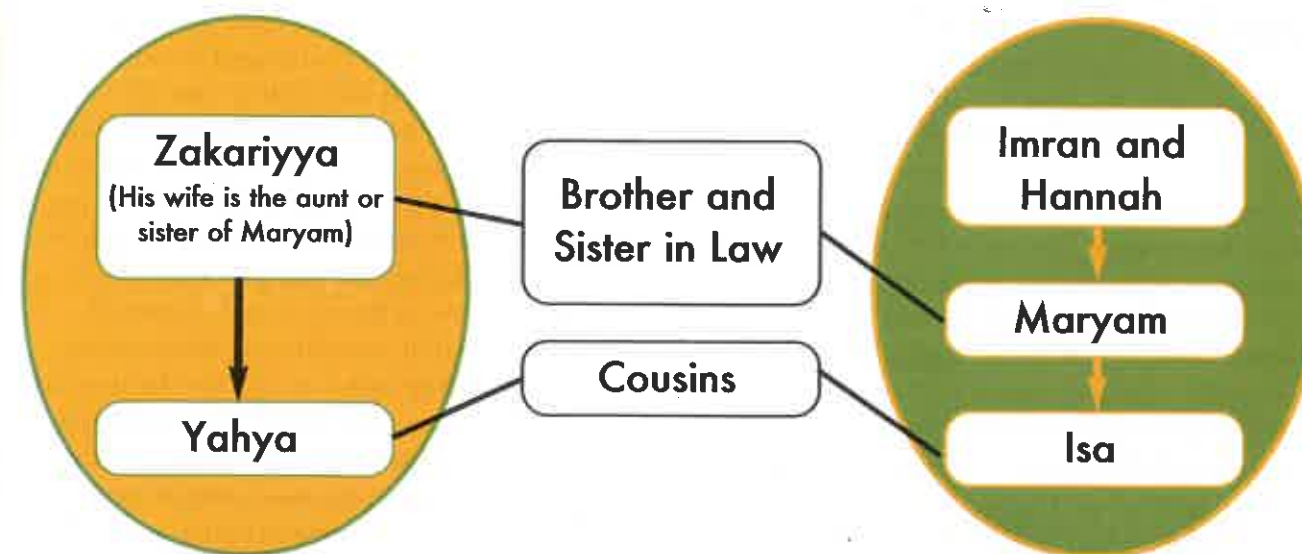 Zakariyya
(His wife is the aunt or
sister of Maryam)
Yahya
Brother and
Sister in Law
Cousins
Imran and
Hannah
Maryam
Isa